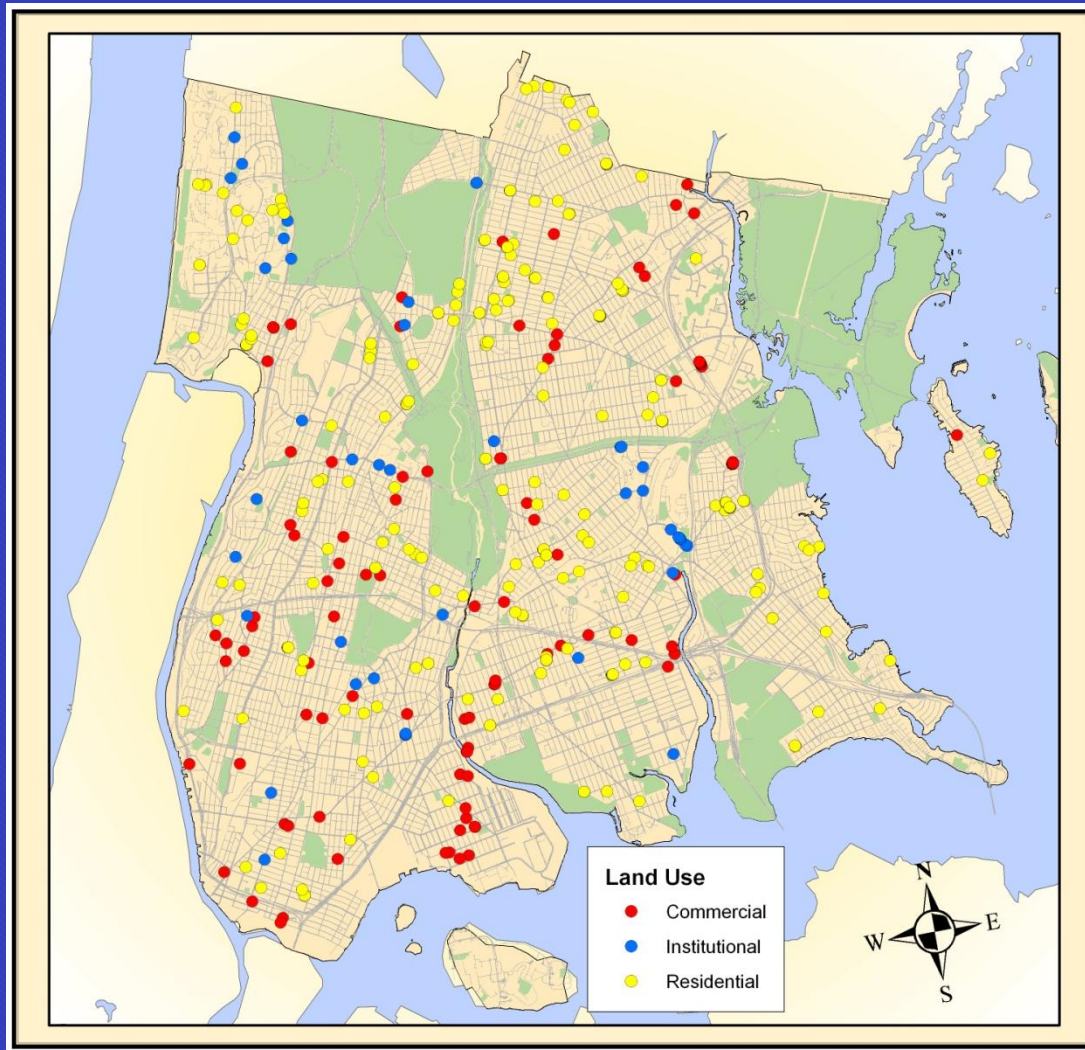 Land Use
Commercial
Institutional
Residential
N
W
E
S